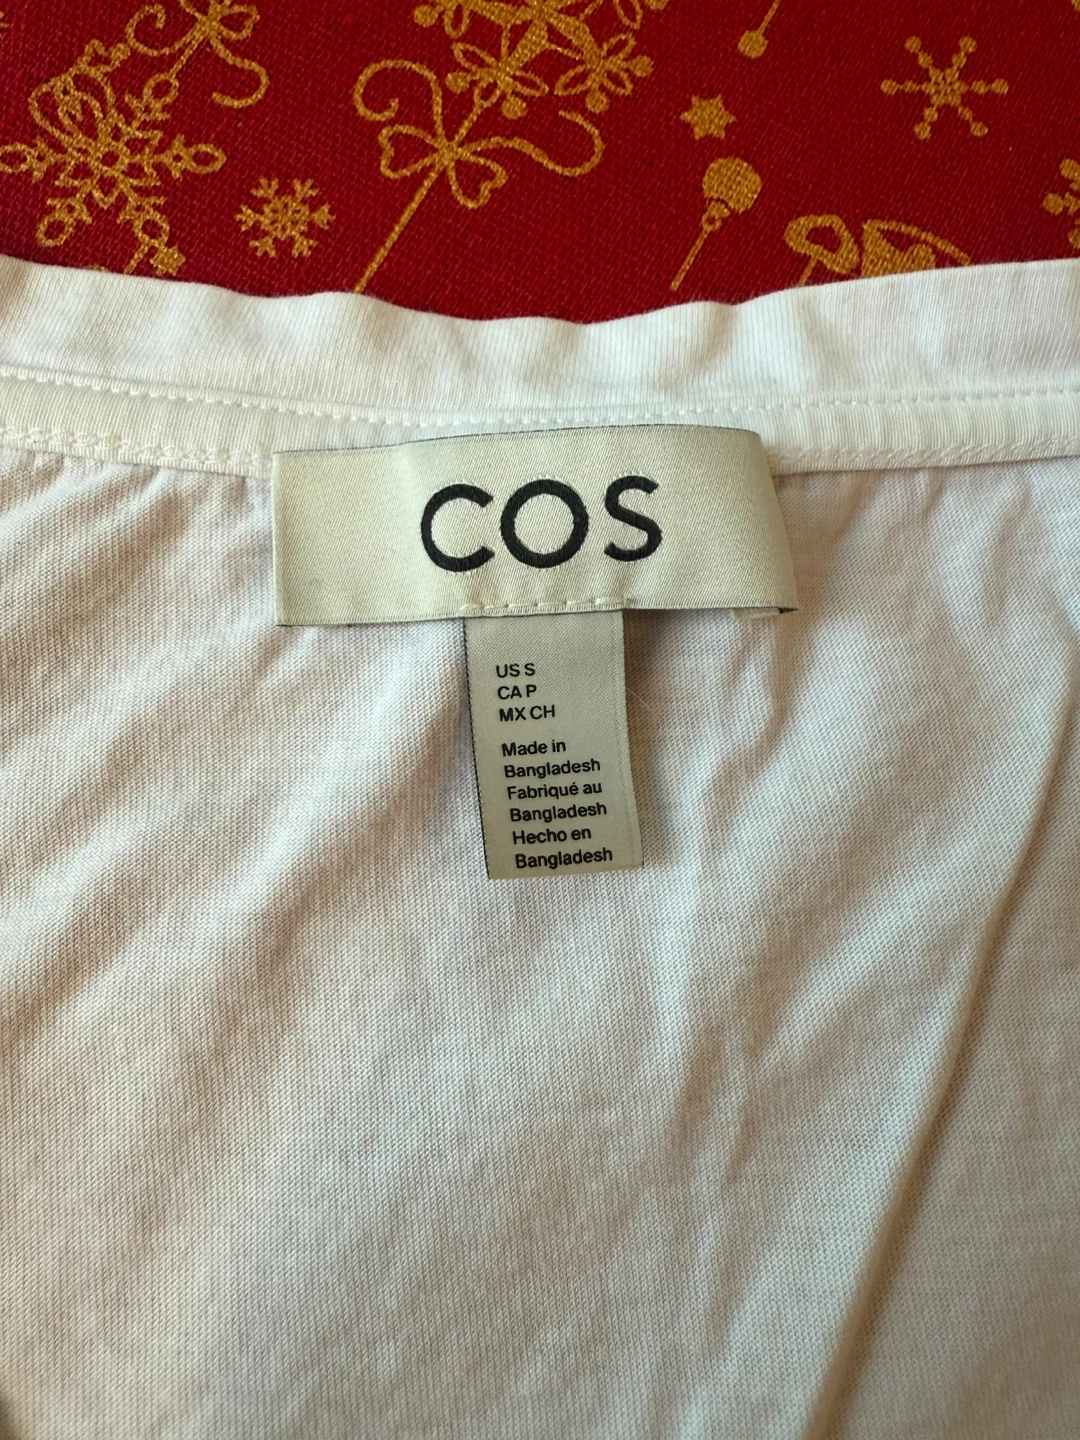 COS
US S
CA P
MX CH
Made in
Bangladesh
Fabriqué au
Bangladesh
Hecho en
Bangladesh